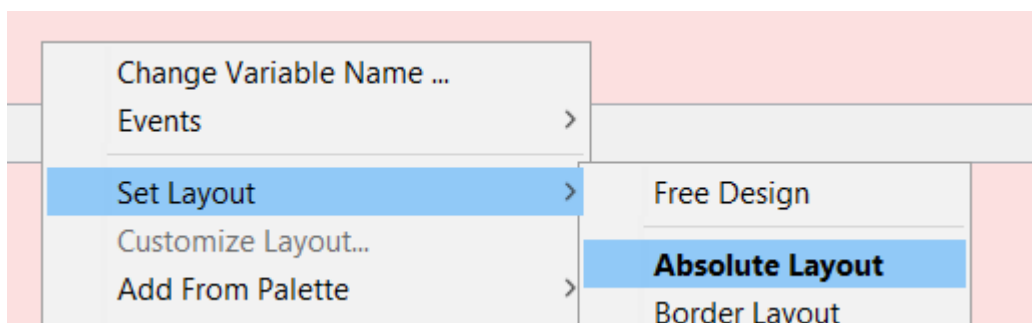 Change Variable Name ...
Events
Set Layout
Customize Layout...
Add From Palette
Free Design
Absolute Layout
Border Layout